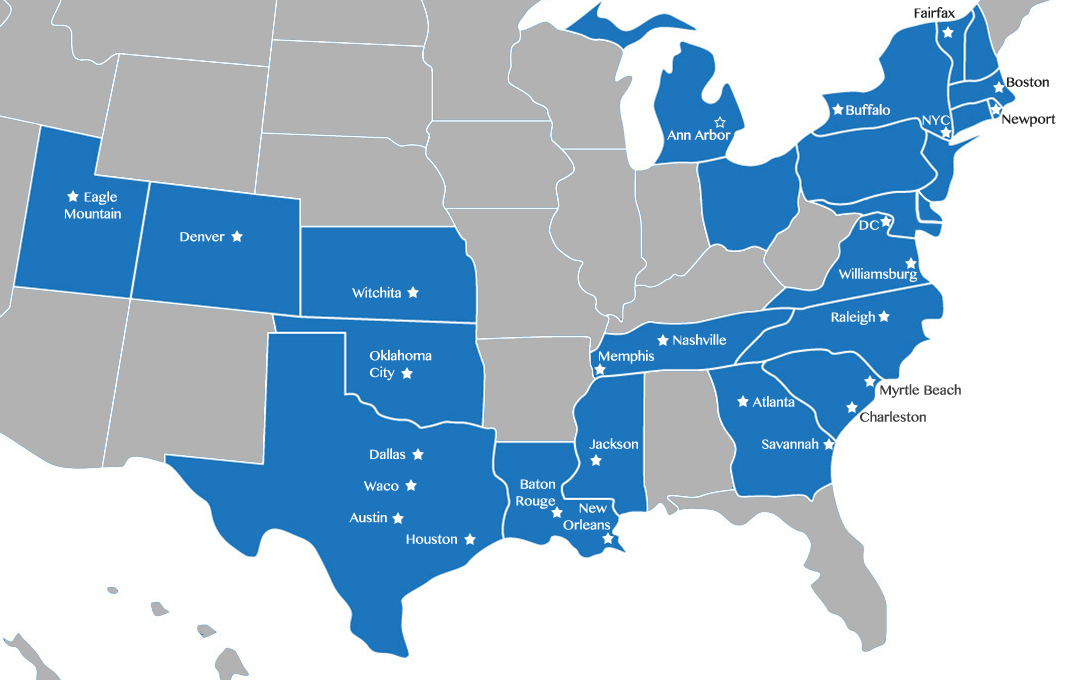 Fairfax
Boston
Buffalo
NYC
Newport
Ann Arbor
Eagle
Mountain
DC
Denver
Williamsburg
Witchita
Raleigh
Nashville
Memphis
Oklahoma
City
Myrtle Beach
Atlanta
Charleston
Jackson
Savannah
Dallas
Waco
Baton
Rouge
New
Orleans
Austin
Houston